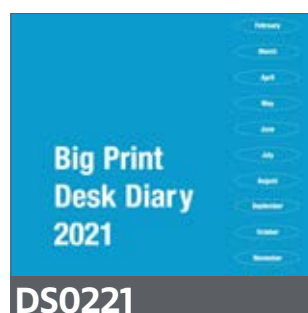 February
March
April
May
June
July
August
September
October
November
Big Print
Desk Diary
2021
DS0221